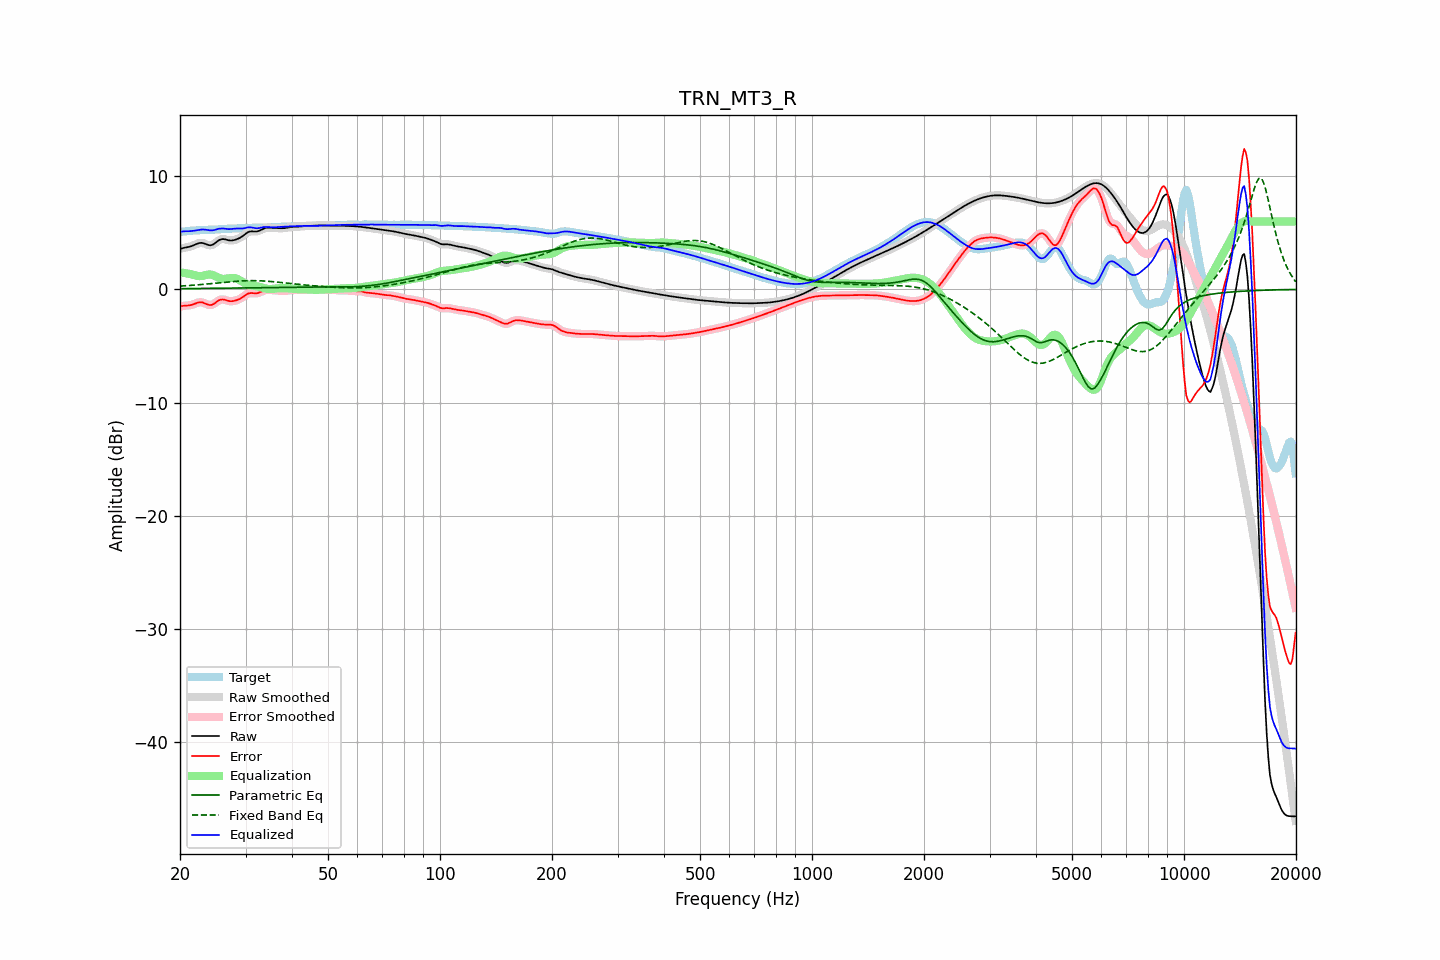 TRN_MT3_R
Amplitude (dBr)
10
0
−10
−20
−30
−40
Target
Raw Smoothed
Error Smoothed
Raw
Error
Equalization
Parametric Eq
Fixed Band Eq
Equalized
20 50 100 200 500 1000 2000 5000 10000 20000
Frequency (Hz)